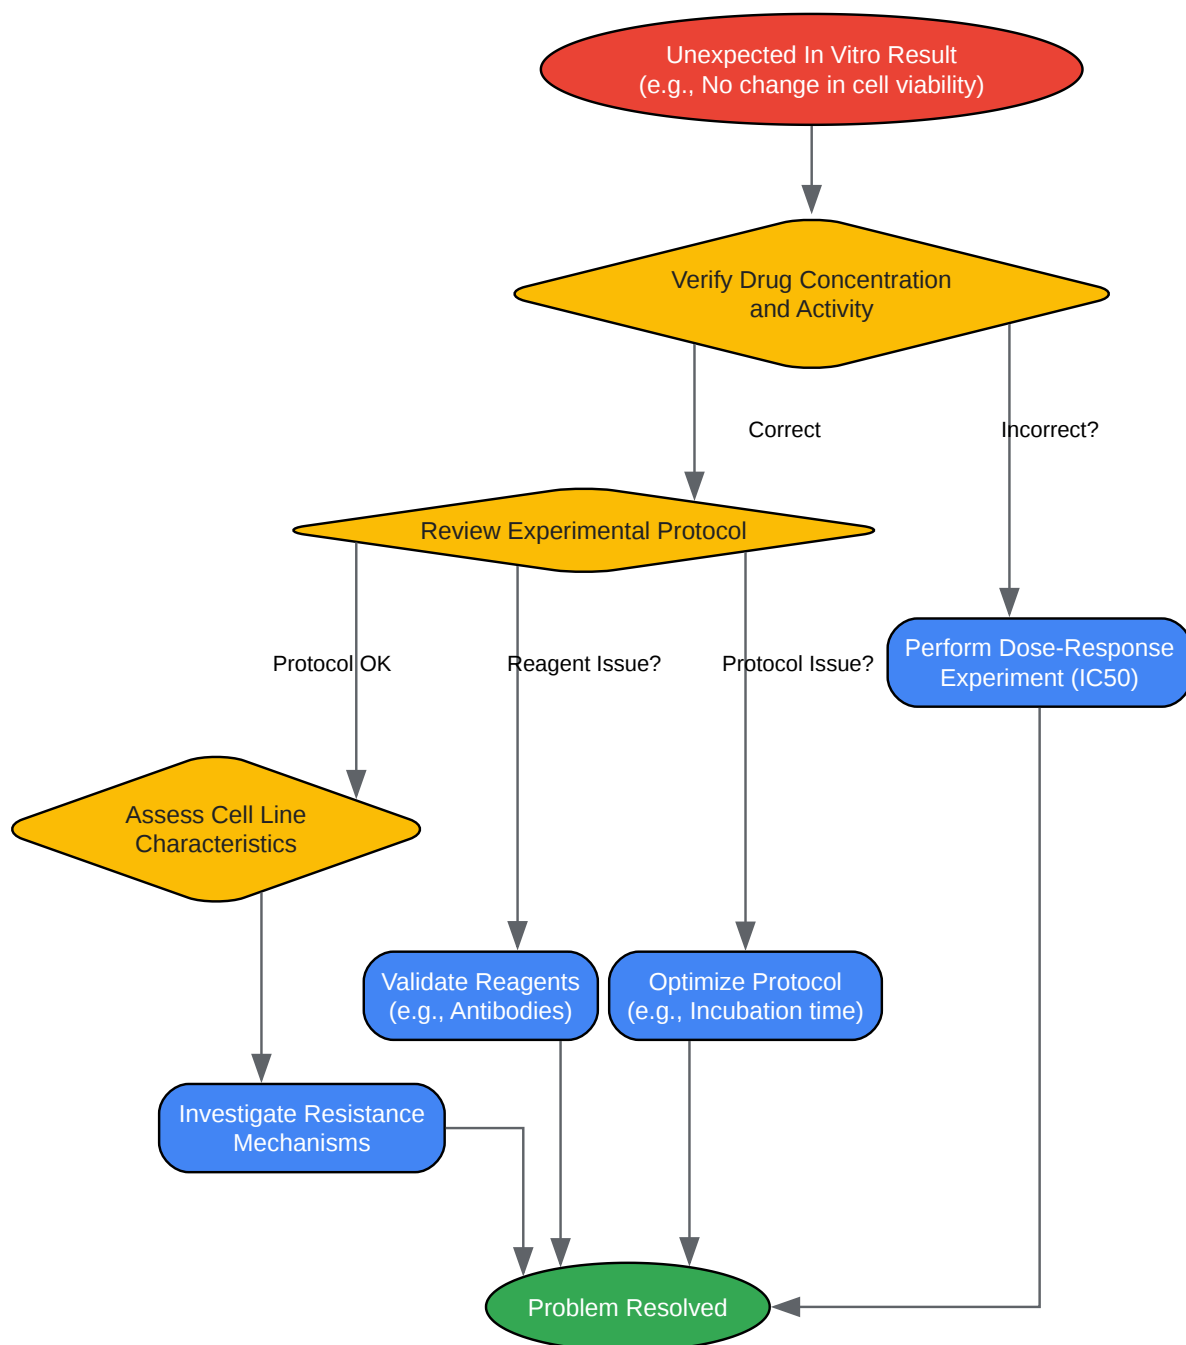 Unexpected In Vitro Result
(e.g., No change in cell viability)
Verify Drug Concentration
and Activity
Correct
Incorrect?
Review Experimental Protocol
Protocol OK
Reagent Issue?
Protocol Issue?
Perform Dose-Response
Experiment (IC50)
Assess Cell Line
Characteristics
Validate Reagents
(e.g., Antibodies)
Optimize Protocol
(e.g., Incubation time)
Investigate Resistance
Mechanisms
Problem Resolved